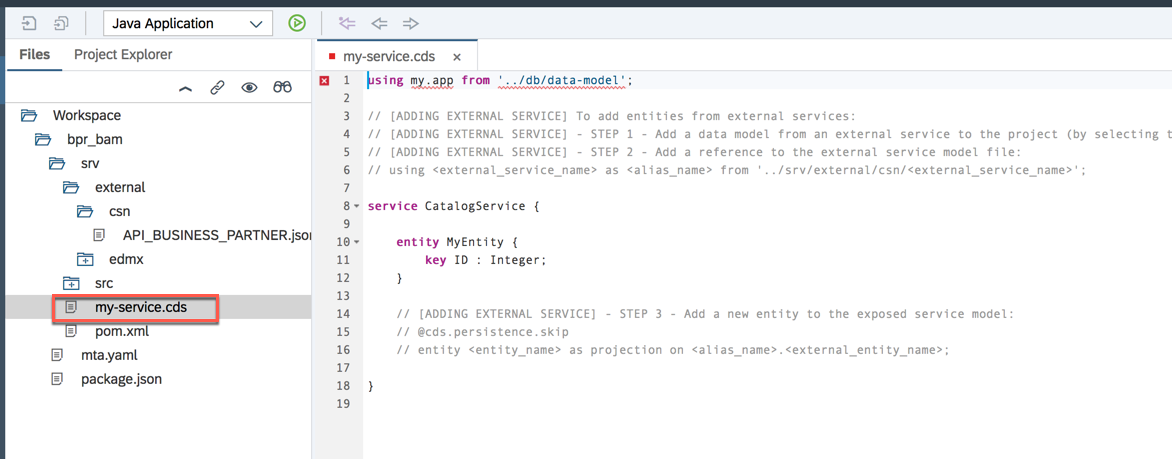 Java Application
Files
Project Explorer
my-service.cds
Workspace
bpr_bam
srv
external
csn
API_BUSINESS_PARTNER.json
edmx
src
my-service.cds
pom.xml
mta.yaml
package.json
1 using my.app from '../db/data-model';
2
3 // [ADDING EXTERNAL SERVICE] To add entities from external services:
4 // [ADDING EXTERNAL SERVICE] - STEP 1 - Add a data model from an external service to the project (by selecting t
5 // [ADDING EXTERNAL SERVICE] - STEP 2 - Add a reference to the external service model file:
6 // using <external_service_name> as <alias_name> from '../srv/external/csn/<external_service_name>';
7
8 service CatalogService {
9
10 entity MyEntity {
11 key ID : Integer;
12 }
13
14 // [ADDING EXTERNAL SERVICE] - STEP 3 - Add a new entity to the exposed service model:
15 // @cds.persistence.skip
16 // entity <entity_name> as projection on <alias_name>.<external_entity_name>;
17
18 }
19